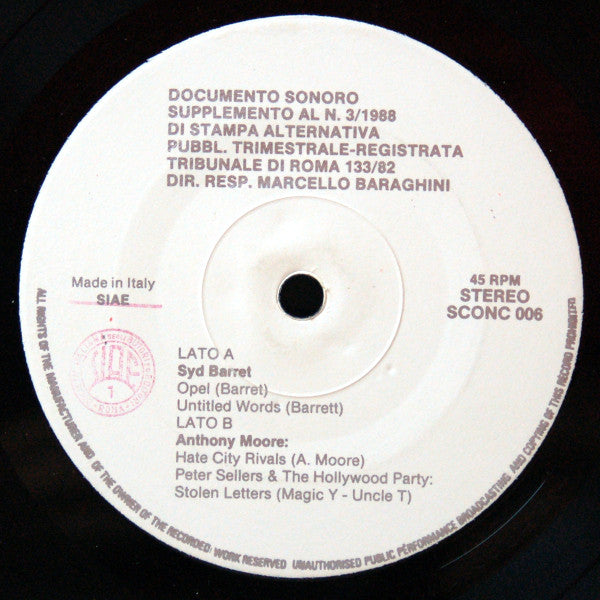 DOCUMENTO SONORO
SUPPLEMENTO AL N. 3/1988
DI STAMPA ALTERNATIVA
PUBBL. TRIMESTRALE-REGISTRATA
TRIBUNALE DI ROMA 133/82
DIR. RESP. MARCELLO BARAGHINI
Made in Italy
SIAE
45 RPM
STEREO
SCONC 006
1
LATO A
Syd Barret
Opel (Barret)
Untitled Words (Barrett)
LATO B
Anthony Moore:
Hate City Rivals (A. Moore)
Peter Sellers & The Hollywood Party:
Stolen Letters (Magic Y - Uncle T)
ALL RIGHTS OF THE MANUFACTURER AND OF THE OWNER OF THE RECORDED: WORK RESERVED UNAUTHORISED PUBLIC PERFORMANCE BROADCASTING AND COPYING OF THIS RECORD PROHIBITED